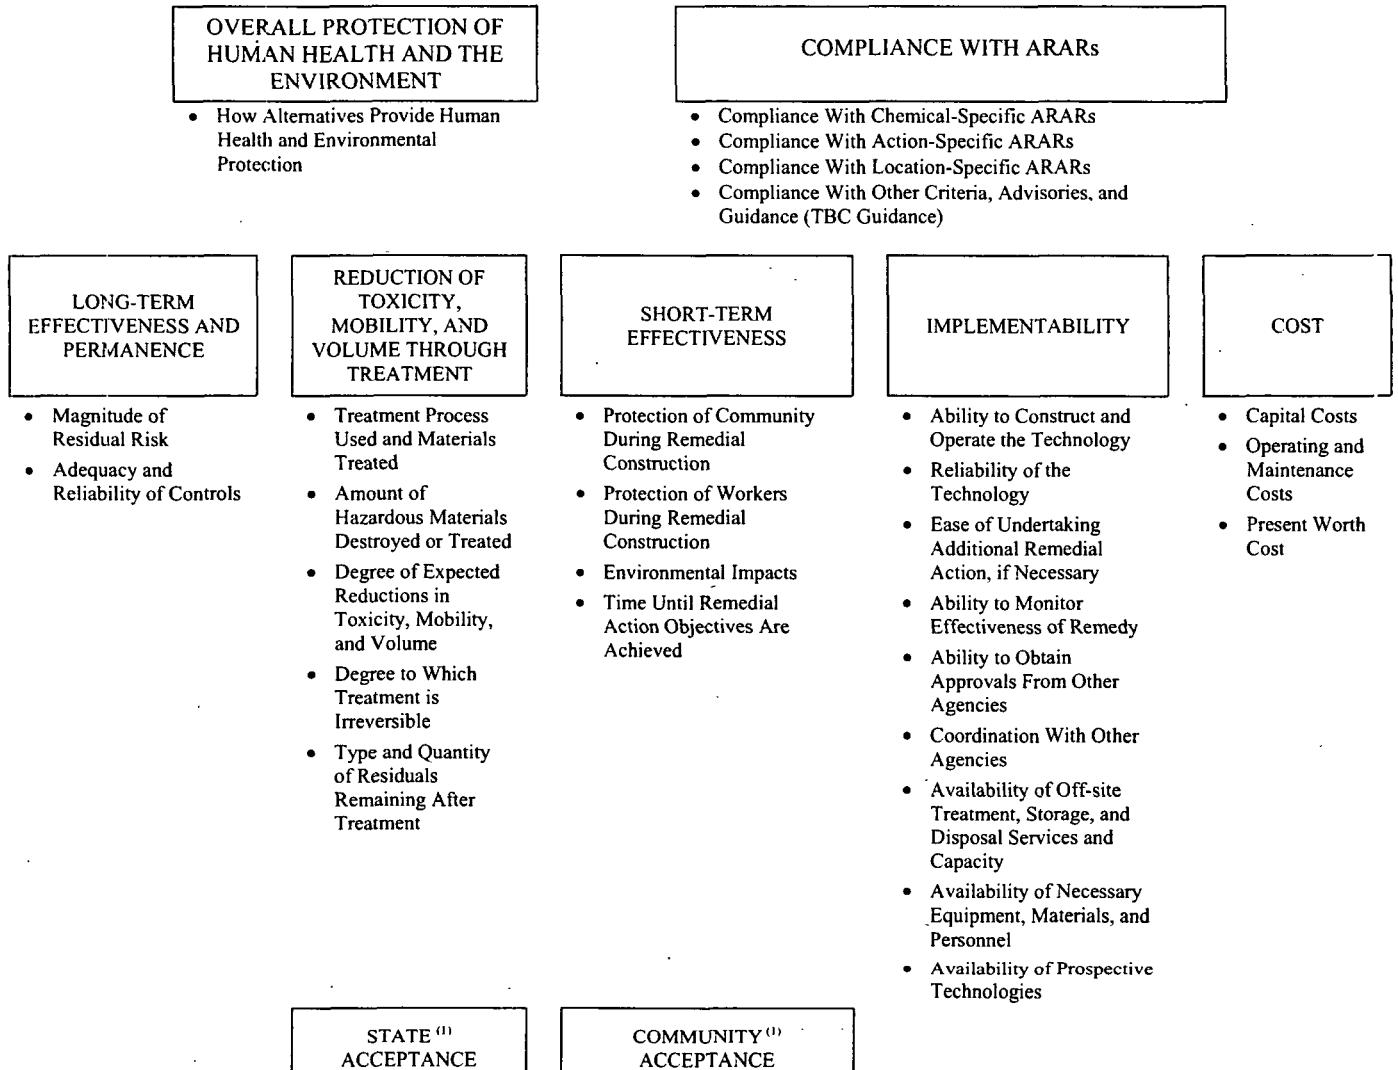 OVERALL PROTECTION OF
HUMAN HEALTH AND THE
ENVIRONMENT
• How Alternatives Provide Human
Health and Environmental
Protection
COMPLIANCE WITH ARARs
• Compliance With Chemical-Specific ARARs
• Compliance With Action-Specific ARARs
• Compliance With Location-Specific ARARs
• Compliance With Other Criteria, Advisories, and
Guidance (TBC Guidance)
LONG-TERM
EFFECTIVENESS AND
PERMANENCE
• Magnitude of
Residual Risk
• Adequacy and
Reliability of Controls
REDUCTION OF
TOXICITY,
MOBILITY, AND
VOLUME THROUGH
TREATMENT
• Treatment Process
Used and Materials
Treated
• Amount of
Hazardous Materials
Destroyed or Treated
• Degree of Expected
Reductions in
Toxicity, Mobility,
and Volume
• Degree to Which
Treatment is
Irreversible
• Type and Quantity
of Residuals
Remaining After
Treatment
SHORT-TERM
EFFECTIVENESS
• Protection of Community
During Remedial
Construction
• Protection of Workers
During Remedial
Construction
• Environmental Impacts
• Time Until Remedial
Action Objectives Are
Achieved
IMPLEMENTABILITY
• Ability to Construct and
Operate the Technology
• Reliability of the
Technology
• Ease of Undertaking
Additional Remedial
Action, if Necessary
• Ability to Monitor
Effectiveness of Remedy
• Ability to Obtain
Approvals From Other
Agencies
• Coordination With Other
Agencies
• Availability of Off-site
Treatment, Storage, and
Disposal Services and
Capacity
• Availability of Necessary
Equipment, Materials, and
Personnel
• Availability of Prospective
Technologies
COST
• Capital Costs
• Operating and
Maintenance
Costs
• Present Worth
Cost
STATE (1)
ACCEPTANCE
COMMUNITY (1)
ACCEPTANCE